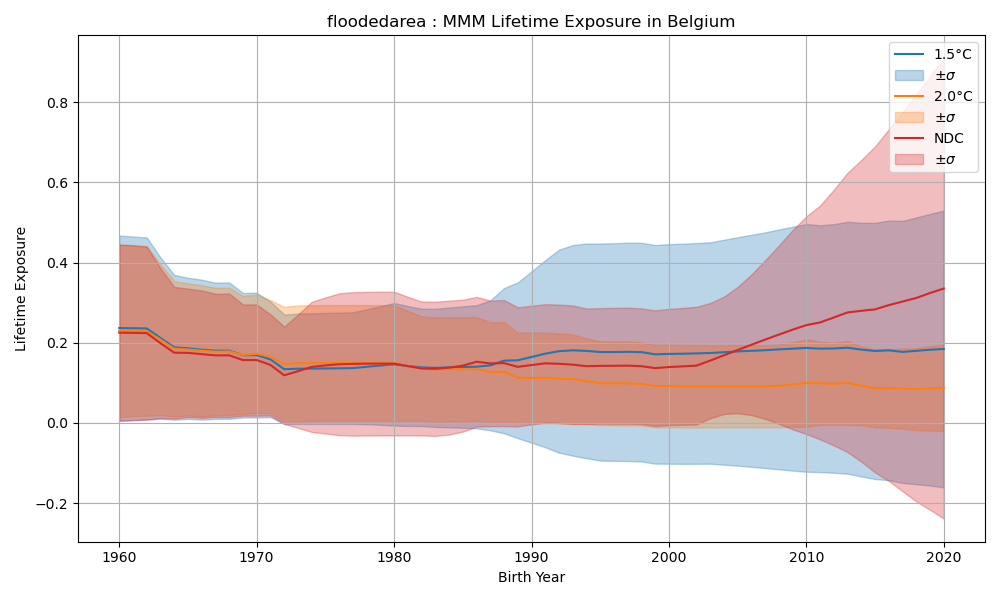 floodedarea : MMM Lifetime Exposure in Belgium
1.5°C
±σ
2.0°C
±σ
NDC
±σ
Lifetime Exposure
0.8
0.6
0.4
0.2
0.0
−0.2
1960 1970 1980 1990 2000 2010 2020
Birth Year